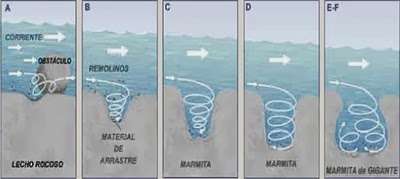 A
CORRIENTE
OBSTÁCULO
LECHO ROCOSO
B
REMOLINOS
MATERIAL
DE
ARRASTRE
C
MARMITA
D
MARMITA
E-F
MARMITA de GIGANTE